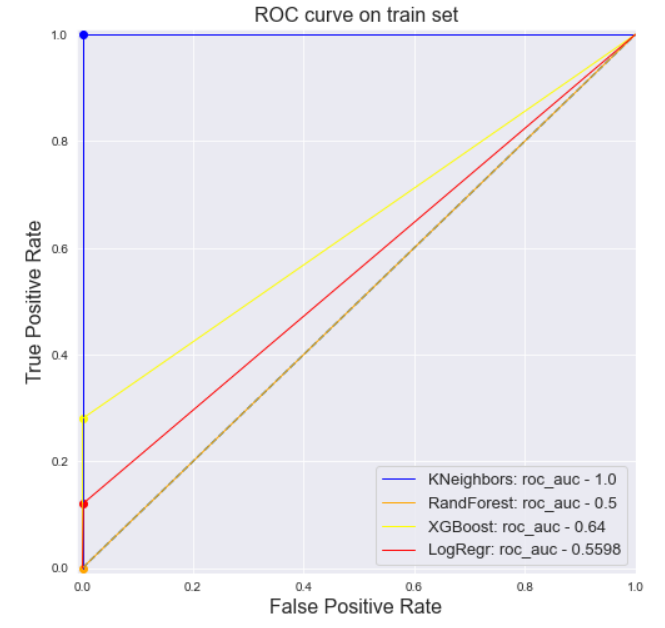 ROC curve on train set
True Positive Rate
1.0
0.8
0.6
0.4
0.2
0.0
KNeighbors: roc_auc - 1.0
RandForest: roc_auc - 0.5
XGBoost: roc_auc - 0.64
LogRegr: roc_auc - 0.5598
0.0 0.2 0.4 0.6 0.8 1.0
False Positive Rate